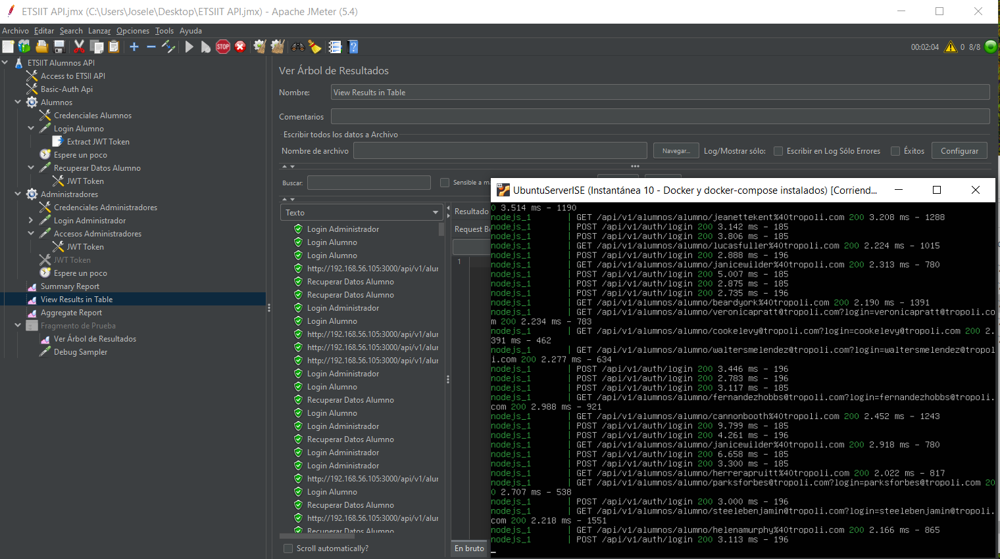 ETSIIT API.jmx (C:\Users\Josele\Desktop\ETSIIT API.jmx) - Apache JMeter (5.4)
Archivo Editar Search Lanzar Opciones Tools Ayuda
STOP
00:02:04 0 8/8
ETSIIT Alumnos API
Access to ETSII API
Basic-Auth Api
Alumnos
Credenciales Alumnos
Login Alumno
Extract JWT Token
Espere un poco
Recuperar Datos Alumno
JWT Token
Administradores
Credenciales Administradores
Login Administrador
Accesos Administradores
JWT Token
JWT Token
Espere un poco
Summary Report
View Results in Table
Aggregate Report
Fragmento de Prueba
Ver Árbol de Resultados
Debug Sampler
Ver Árbol de Resultados
Nombre: View Results in Table
Comentarios
Escribir todos los datos a Archivo
Nombre de archivo Navegar... Log/Mostrar sólo: Escribir en Log Sólo Errores Éxitos Configurar
Buscar: Sensible a m
Texto
Login Administrador
Login Alumno
Login Alumno
http://192.168.56.105:3000/api/v1/alur
Recuperar Datos Alumno
Recuperar Datos Alumno
Login Administrador
Login Alumno
http://192.168.56.105:3000/api/v1/alur
http://192.168.56.105:3000/api/v1/alur
http://192.168.56.105:3000/api/v1/alur
Login Administrador
Login Alumno
Recuperar Datos Alumno
Login Alumno
Login Administrador
Recuperar Datos Alumno
Login Administrador
Login Administrador
http://192.168.56.105:3000/api/v1/alur
Login Alumno
Recuperar Datos Alumno
http://192.168.56.105:3000/api/v1/alur
Recuperar Datos Alumno
Scroll automatically?
Resultado
Request B
1
En bruto
UbuntuServerISE (Instantánea 10 - Docker y docker-compose instalados) [Corriend...
0 3.514 ms - 1190
nodejs_1 | GET /api/v1/alumnos/alumno/jeanettekent%40tropoli.com 200 3.208 ms - 1288
nodejs_1 | POST /api/v1/auth/login 200 3.142 ms - 185
nodejs_1 | POST /api/v1/auth/login 200 3.806 ms - 185
nodejs_1 | GET /api/v1/alumnos/alumno/lucasfuller%40tropoli.com 200 2.224 ms - 1015
nodejs_1 | POST /api/v1/auth/login 200 2.888 ms - 196
nodejs_1 | GET /api/v1/alumnos/alumno/janicewilder%40tropoli.com 200 2.313 ms - 780
nodejs_1 | POST /api/v1/auth/login 200 5.007 ms - 185
nodejs_1 | POST /api/v1/auth/login 200 2.875 ms - 185
nodejs_1 | POST /api/v1/auth/login 200 2.735 ms - 196
nodejs_1 | GET /api/v1/alumnos/alumno/beardyork%40tropoli.com 200 2.190 ms - 1391
nodejs_1 | GET /api/v1/alumnos/alumno/veronicapratt@tropoli.com?login=veronicapratt@tropoli.co
m 200 2.234 ms - 783
nodejs_1 | GET /api/v1/alumnos/alumno/cookelevy@tropoli.com?login=cookelevy@tropoli.com 200 2.
391 ms - 462
nodejs_1 | GET /api/v1/alumnos/alumno/waltersmelendez@tropoli.com?login=waltersmelendez@tropol
i.com 200 2.277 ms - 634
nodejs_1 | POST /api/v1/auth/login 200 3.446 ms - 196
nodejs_1 | POST /api/v1/auth/login 200 2.783 ms - 196
nodejs_1 | POST /api/v1/auth/login 200 3.117 ms - 185
nodejs_1 | GET /api/v1/alumnos/alumno/fernandezhobbs@tropoli.com?login=fernandezhobbs@tropoli.
com 200 2.988 ms - 921
nodejs_1 | GET /api/v1/alumnos/alumno/cannonbooth%40tropoli.com 200 2.452 ms - 1243
nodejs_1 | POST /api/v1/auth/login 200 9.799 ms - 185
nodejs_1 | POST /api/v1/auth/login 200 4.261 ms - 196
nodejs_1 | GET /api/v1/alumnos/alumno/janicewilder%40tropoli.com 200 2.918 ms - 780
nodejs_1 | POST /api/v1/auth/login 200 6.658 ms - 185
nodejs_1 | POST /api/v1/auth/login 200 3.300 ms - 185
nodejs_1 | GET /api/v1/alumnos/alumno/herrerapruitt%40tropoli.com 200 2.022 ms - 817
nodejs_1 | GET /api/v1/alumnos/alumno/parksforbes@tropoli.com?login=parksforbes@tropoli.com 20
0 2.707 ms - 538
nodejs_1 | POST /api/v1/auth/login 200 3.000 ms - 196
nodejs_1 | GET /api/v1/alumnos/alumno/steelebenjamin@tropoli.com?login=steelebenjamin@tropoli.
com 200 2.218 ms - 1551
nodejs_1 | GET /api/v1/alumnos/alumno/helenamurphy%40tropoli.com 200 2.166 ms - 865
nodejs_1 | POST /api/v1/auth/login 200 3.113 ms - 196